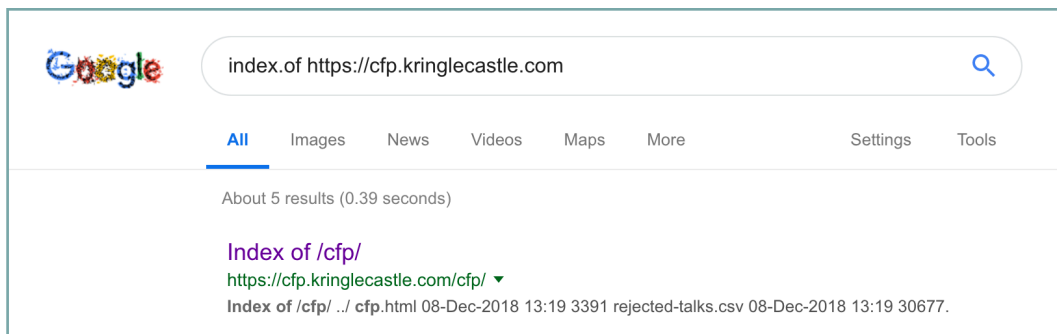 Google
index.of https://cfp.kringlecastle.com
All Images News Videos Maps More Settings Tools
About 5 results (0.39 seconds)
Index of /cfp/
https://cfp.kringlecastle.com/cfp/
Index of /cfp/ ../ cfp.html 08-Dec-2018 13:19 3391 rejected-talks.csv 08-Dec-2018 13:19 30677.